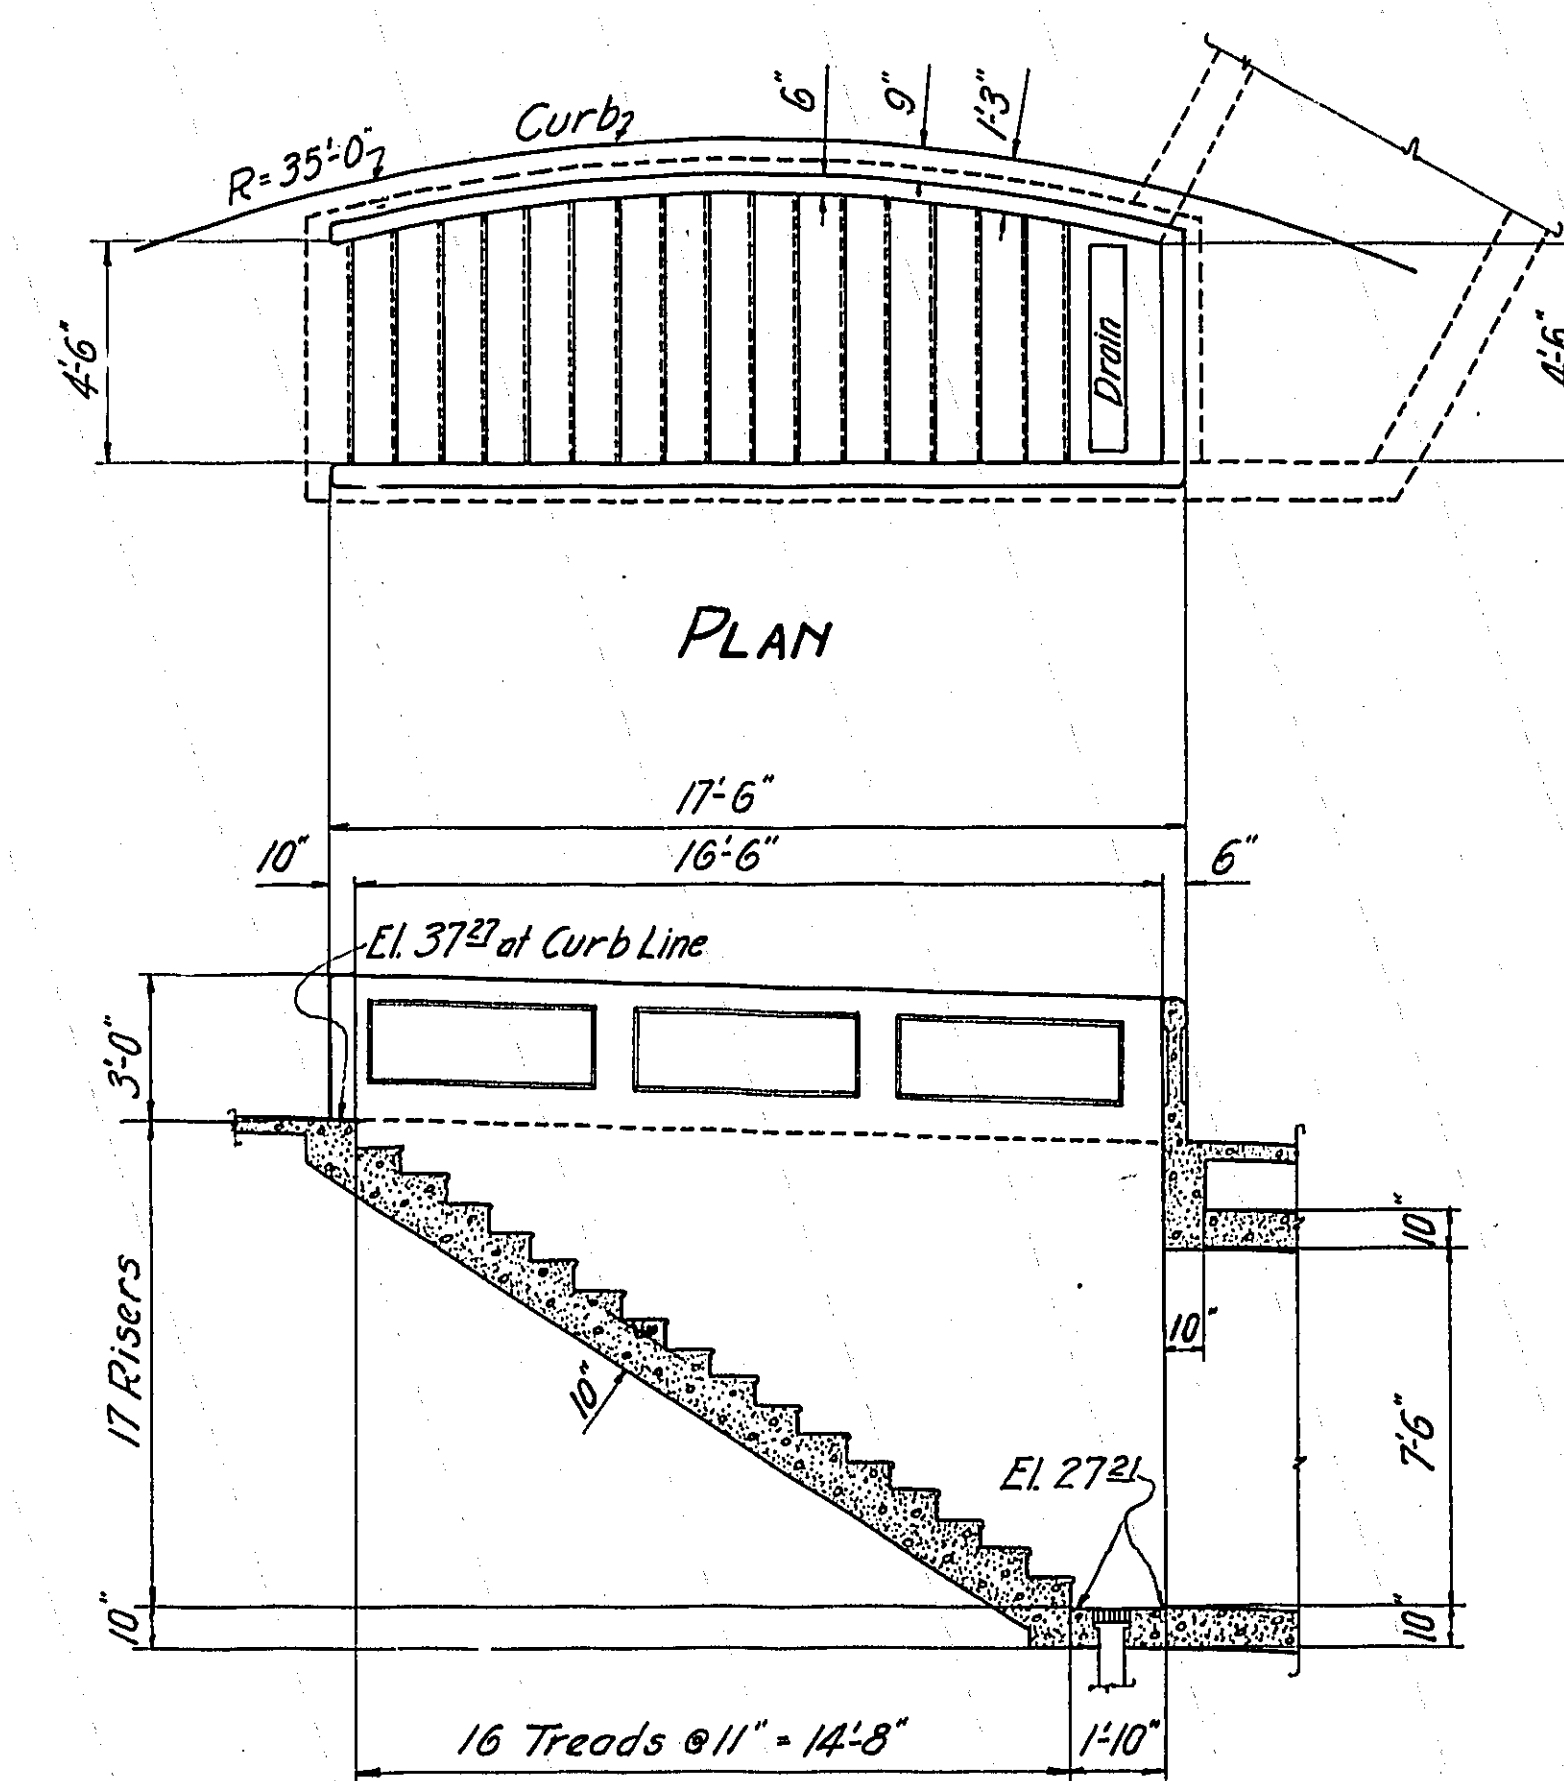 Curb
R=35'-0"
6"
9"
1'-3"
4'-6"
Drain
4'-6"
PLAN
17'-6"
10"
16'-6"
6"
El. 37 27 at Curb Line
3'-0"
10"
10"
17 Risers
10"
7'-6"
El. 27 21
10"
10"
16 Treads @ 11" = 14'-8"
1'-10"